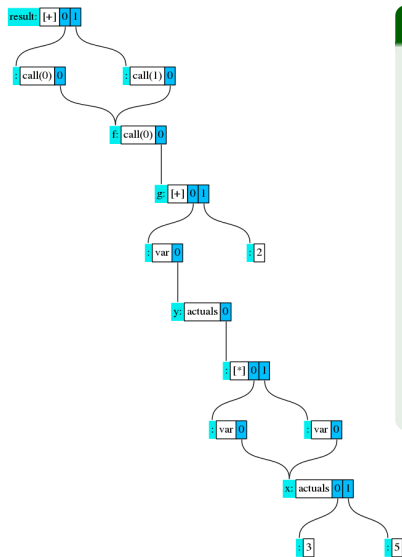 result: [+] 0 1
: call(0) 0 : call(1) 0
f: call(0) 0
g: [+] 0 1
: var 0 : 2
y: actuals 0
: [*] 0 1
: var 0 : var 0
x: actuals 0 1
: 3 : 5